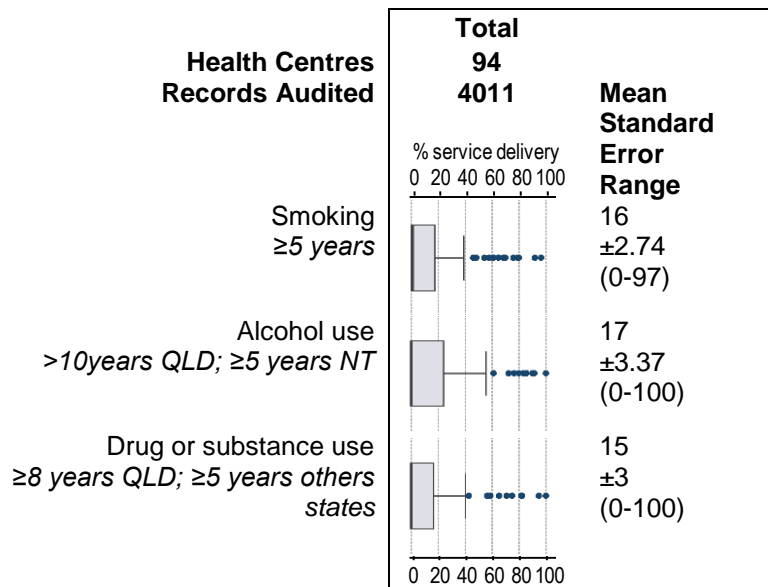 Total
Health Centres 94
Records Audited 4011 Mean
Standard
Error
Range
% service delivery
0 20 40 60 80 100
Smoking 16
≥5 years ±2.74
(0-97)
Alcohol use 17
>10years QLD; ≥5 years NT ±3.37
(0-100)
Drug or substance use 15
≥8 years QLD; ≥5 years others ±3
states (0-100)
0 20 40 60 80 100